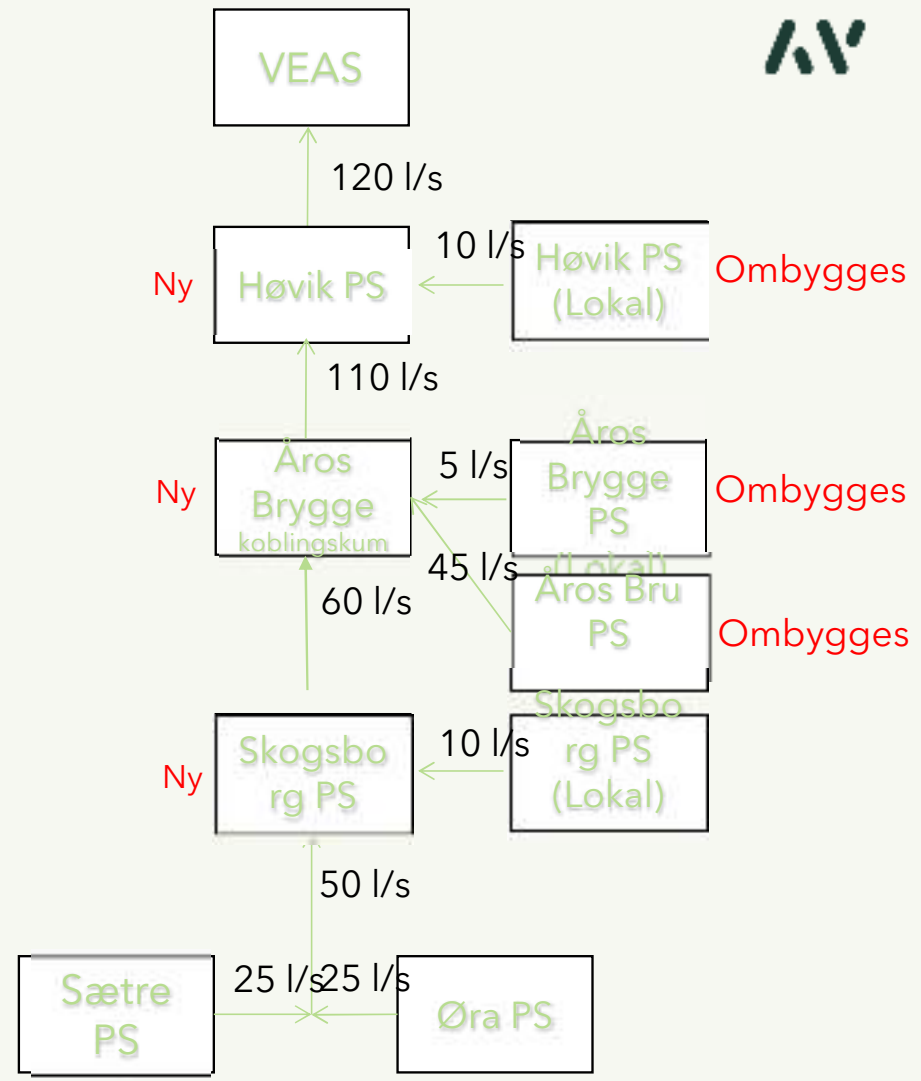 VEAS
120 l/s
Ny
Høvik PS
10 l/s
Høvik PS
(Lokal)
Ombygges
110 l/s
Ny
Åros
Brygge
koblingskum
5 l/s
Åros
Brygge
PS
(Lokal)
Ombygges
45 l/s
Åros Bru
PS
Ombygges
60 l/s
Ny
Skogsbo
rg PS
10 l/s
Skogsbo
rg PS
(Lokal)
50 l/s
Sætre
PS
25 l/s
25 l/s
Øra PS